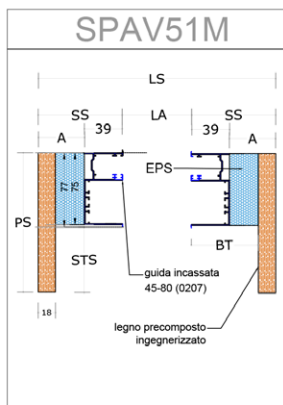 SPAV51M
LS
SS LA SS
A 39 39 A
EPS
77 75
PS
STS BT
guida incassata
45-80 (0207)
18
legno precomposto
ingegnerizzato